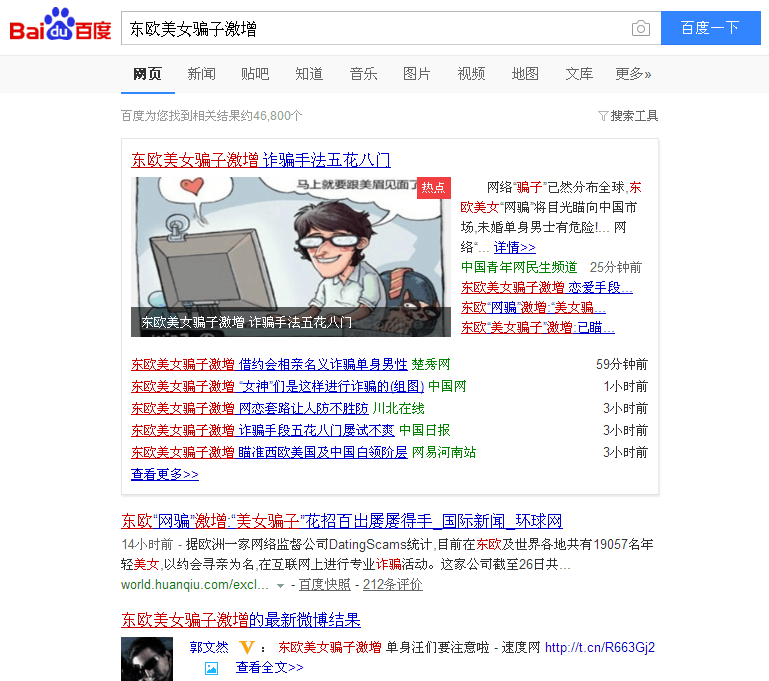 Bai du 百度
东欧美女骗子激增
百度一下
网页 新闻 贴吧 知道 音乐 图片 视频 地图 文库 更多»
百度为您找到相关结果约46,800个
搜索工具
东欧美女骗子激增 诈骗手法五花八门
马上就要跟美眉见面了
热点
东欧美女骗子激增 诈骗手法五花八门
网络“骗子”已然分布全球,东
欧美女“网骗”将目光瞄向中国市
场,未婚单身男士有危险!... 网
络“... 详情>>
中国青年网民生频道 25分钟前
东欧美女骗子激增 恋爱手段...
东欧“网骗”激增:“美女骗...
东欧“美女骗子”激增:已瞄...
东欧美女骗子激增 借约会相亲名义诈骗单身男性 楚秀网 59分钟前
东欧美女骗子激增 “女神”们是这样进行诈骗的(组图) 中国网 1小时前
东欧美女骗子激增 网恋套路让人防不胜防 川北在线 3小时前
东欧美女骗子激增 诈骗手段五花八门屡试不爽 中国日报 3小时前
东欧美女骗子激增 瞄准西欧美国及中国白领阶层 网易河南站 3小时前
查看更多>>
东欧“网骗”激增:“美女骗子”花招百出屡屡得手_国际新闻_环球网
14小时前 - 据欧洲一家网络监督公司DatingScams统计,目前在东欧及世界各地共有19057名年
轻美女,以约会寻亲为名,在互联网上进行专业诈骗活动。这家公司截至26日共...
world.huanqiu.com/excl... - 百度快照 - 212条评价
东欧美女骗子激增的最新微博结果
郭文然 V : 东欧美女骗子激增 单身汪们要注意啦 - 速度网 http://t.cn/R663Gj2
查看全文>>